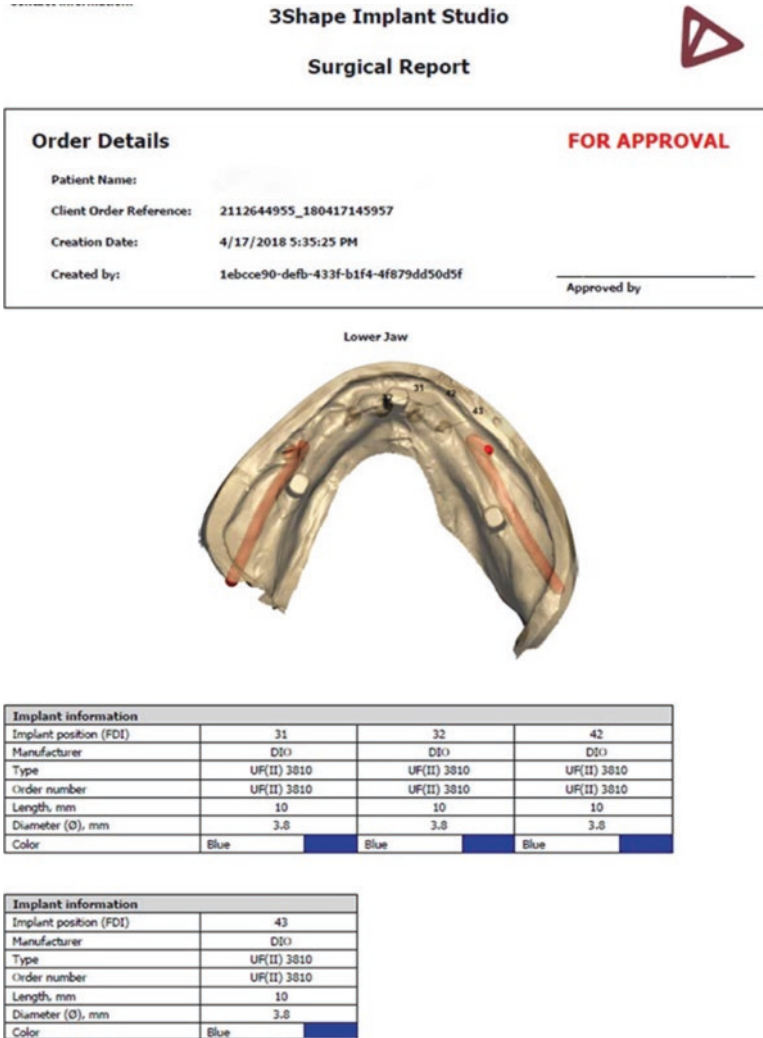 3Shape Implant Studio
Surgical Report
Order Details
FOR APPROVAL
Patient Name:
Client Order Reference: 2112644955_180417145957
Creation Date: 4/17/2018 5:35:25 PM
Created by: 1ebcce90-defb-433f-b1f4-4f879dd50d5f
Approved by
Lower Jaw
31
42
43
Implant information
Implant position (FDI) 31 32 42
Manufacturer DIO DIO DIO
Type UF(II) 3810 UF(II) 3810 UF(II) 3810
Order number UF(II) 3810 UF(II) 3810 UF(II) 3810
Length, mm 10 10 10
Diameter (Ø), mm 3.8 3.8 3.8
Color Blue Blue Blue
Implant information
Implant position (FDI) 43
Manufacturer DIO
Type UF(II) 3810
Order number UF(II) 3810
Length, mm 10
Diameter (Ø), mm 3.8
Color Blue